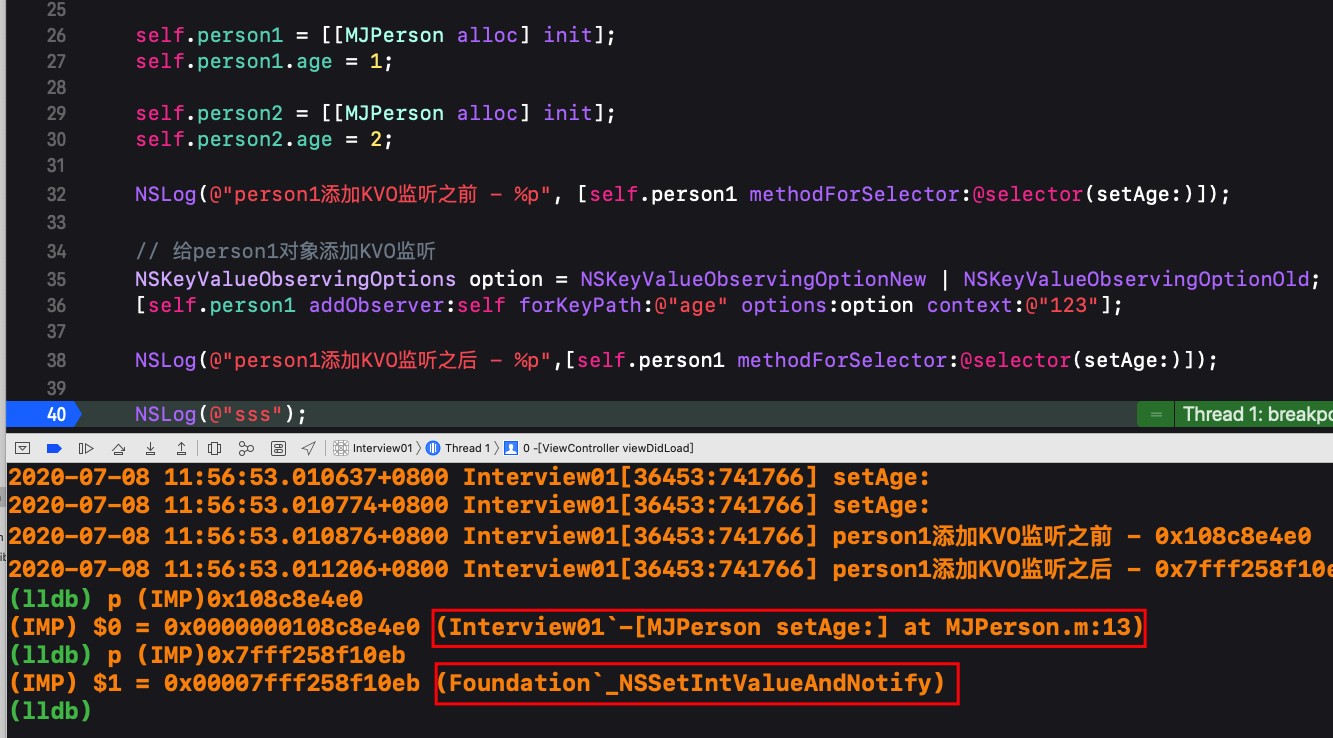 25
26 self.person1 = [[MJPerson alloc] init];
27 self.person1.age = 1;
28
29 self.person2 = [[MJPerson alloc] init];
30 self.person2.age = 2;
31
32 NSLog(@"person1添加KVO监听之前 - %p", [self.person1 methodForSelector:@selector(setAge:)]);
33
34 // 给person1对象添加KVO监听
35 NSKeyValueObservingOptions option = NSKeyValueObservingOptionNew | NSKeyValueObservingOptionOld;
36 [self.person1 addObserver:self forKeyPath:@"age" options:option context:@"123"];
37
38 NSLog(@"person1添加KVO监听之后 - %p",[self.person1 methodForSelector:@selector(setAge:)]);
39
40 NSLog(@"sss"); = Thread 1: breakpo
Interview01 〉 Thread 1 〉 0 -[ViewController viewDidLoad]
2020-07-08 11:56:53.010637+0800 Interview01[36453:741766] setAge:
2020-07-08 11:56:53.010774+0800 Interview01[36453:741766] setAge:
2020-07-08 11:56:53.010876+0800 Interview01[36453:741766] person1添加KVO监听之前 - 0x108c8e4e0
2020-07-08 11:56:53.011206+0800 Interview01[36453:741766] person1添加KVO监听之后 - 0x7fff258f10e
(lldb) p (IMP)0x108c8e4e0
(IMP) $0 = 0x0000000108c8e4e0 (Interview01`-[MJPerson setAge:] at MJPerson.m:13)
(lldb) p (IMP)0x7fff258f10eb
(IMP) $1 = 0x00007fff258f10eb (Foundation`_NSSetIntValueAndNotify)
(lldb)